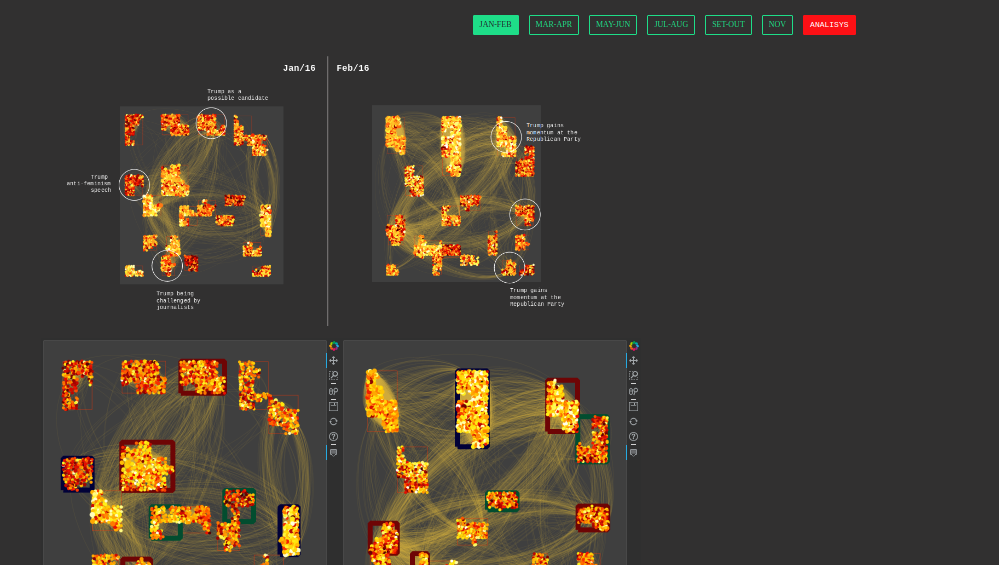 JAN-FEB
MAR-APR
MAY-JUN
JUL-AUG
SET-OUT
NOV
ANALISYS
Jan/16
Feb/16
Trump as a
possible candidate
Trump
anti-feminism
speech
Trump being
challenged by
journalists
Trump gains
momentum at the
Republican Party
Trump gains
momentum at the
Republican Party